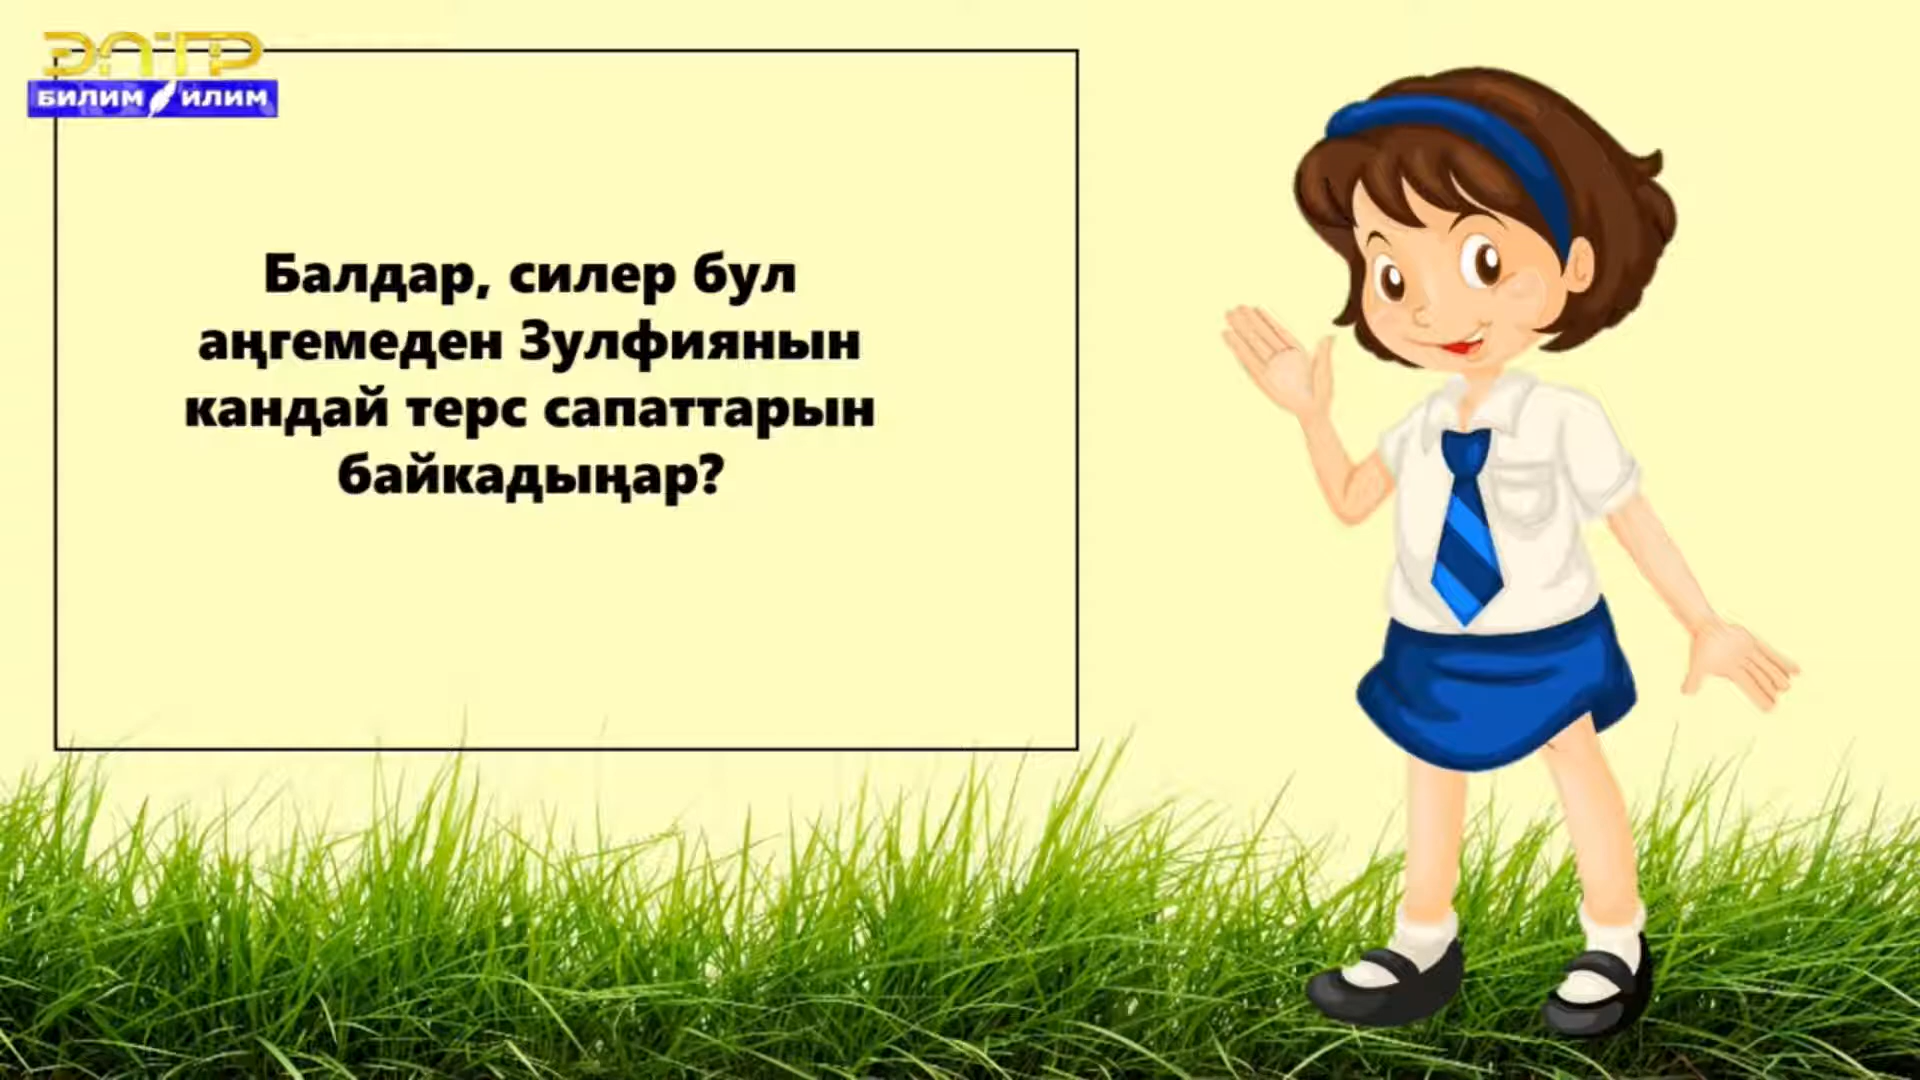 ЭЛТР
БИЛИМ ИЛИМ
Балдар, силер бул
аңгемеден Зулфиянын
кандай терс сапаттарын
байкадыңар?